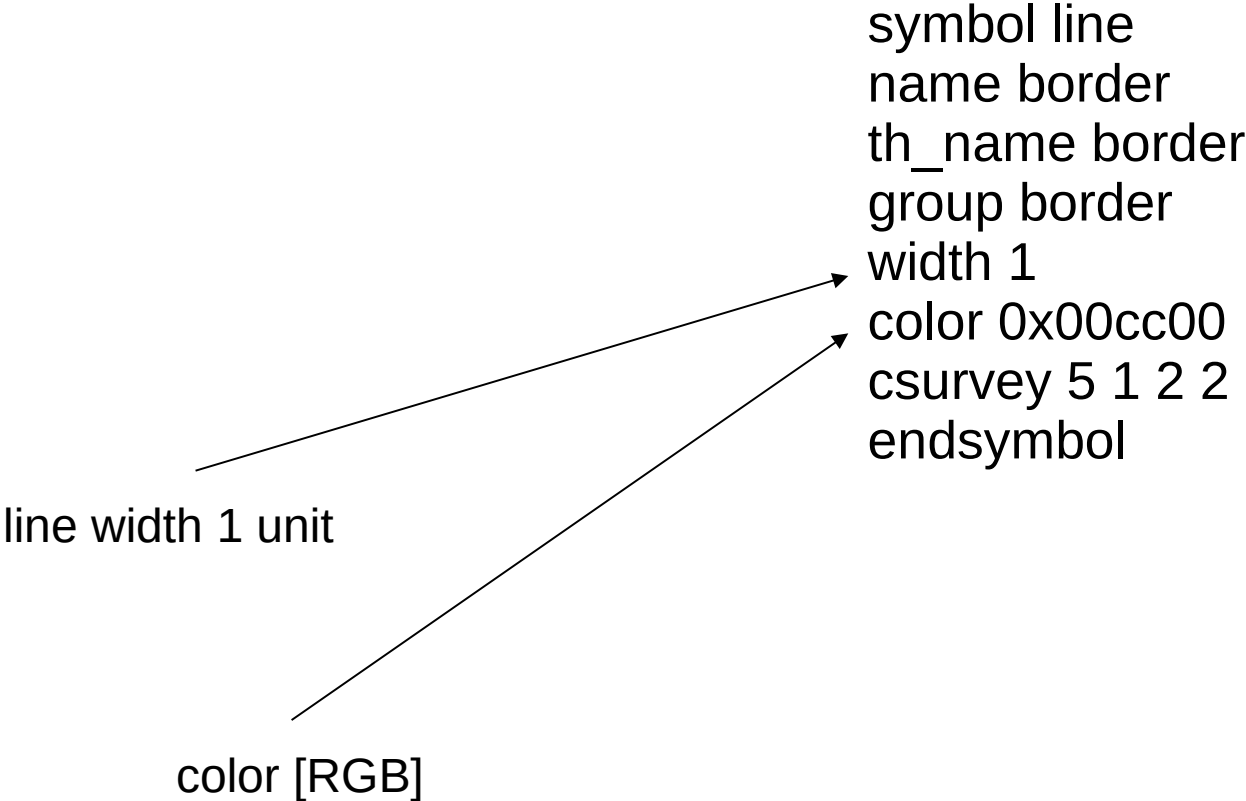 symbol line
name border
th_name border
group border
width 1
color 0x00cc00
csurvey 5 1 2 2
endsymbol
line width 1 unit
color [RGB]